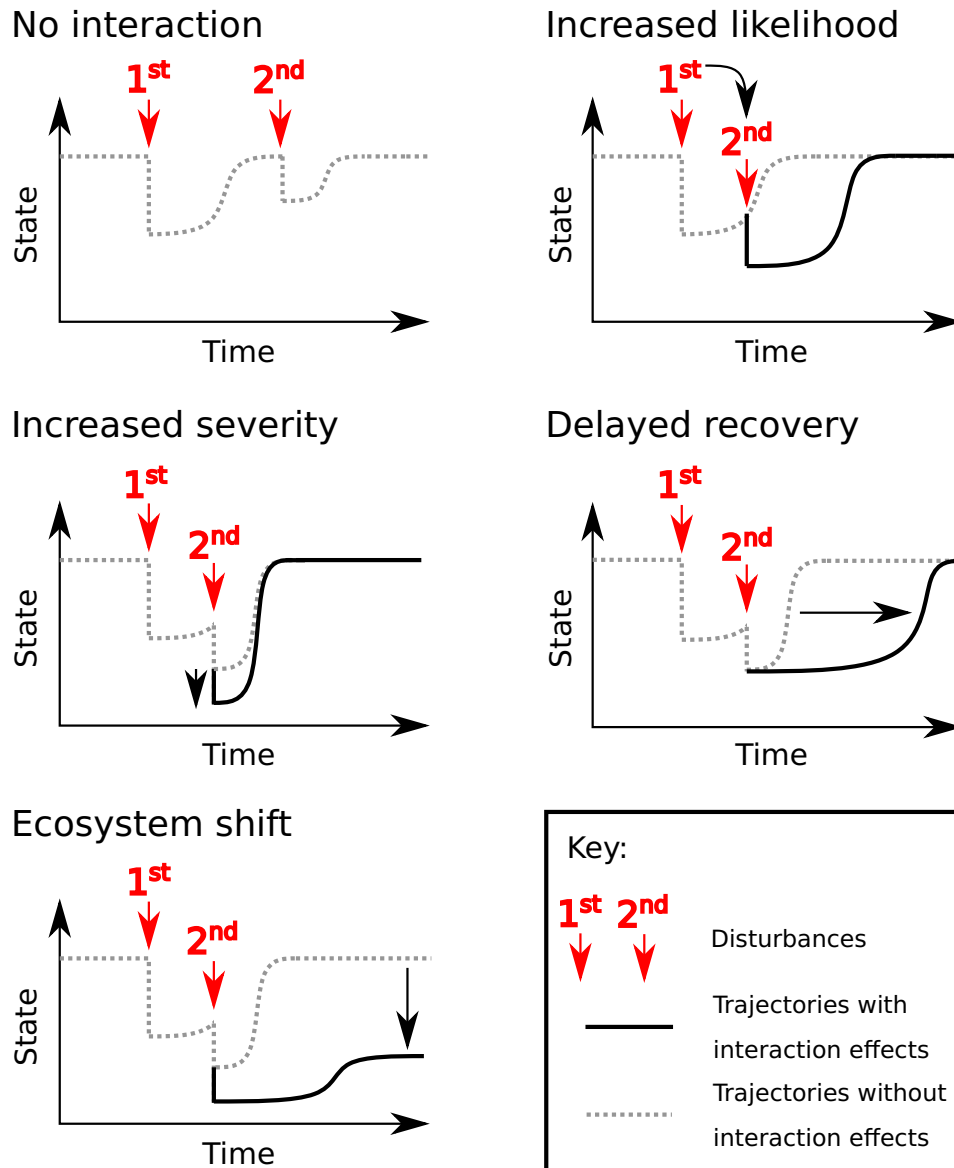 No interaction
1st
2nd
State
Time
Increased likelihood
1st
2nd
State
Time
Increased severity
1st
2nd
State
Time
Delayed recovery
1st
2nd
State
Time
Ecosystem shift
1st
2nd
State
Time
Key:
1st 2nd
Disturbances
Trajectories with
interaction effects
Trajectories without
interaction effects